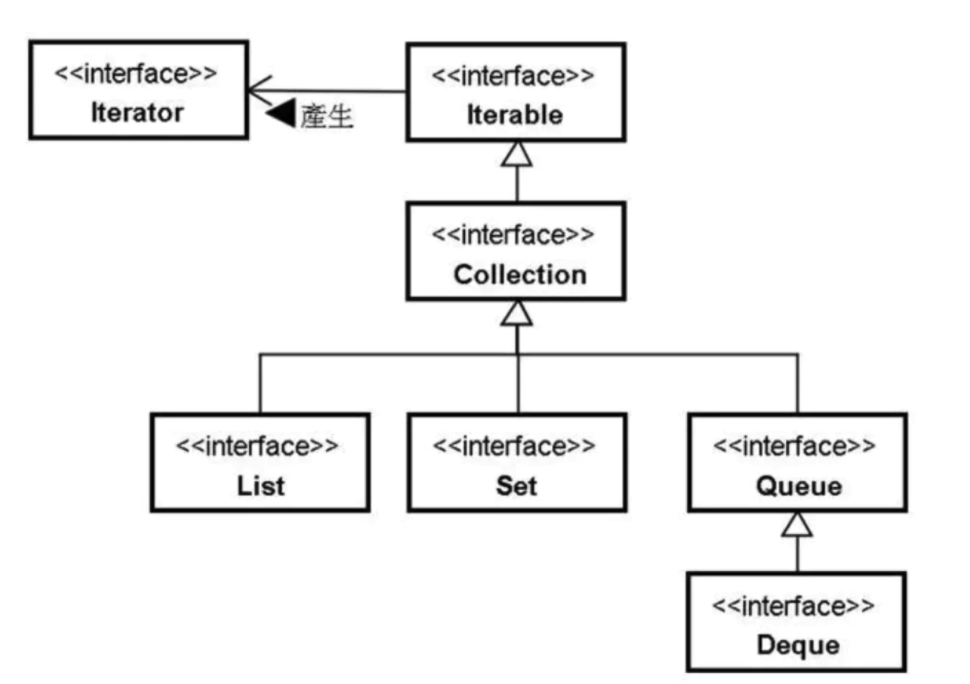 <<interface>>
Iterator
<<interface>>
Iterable
產生
<<interface>>
Collection
<<interface>>
List
<<interface>>
Set
<<interface>>
Queue
<<interface>>
Deque